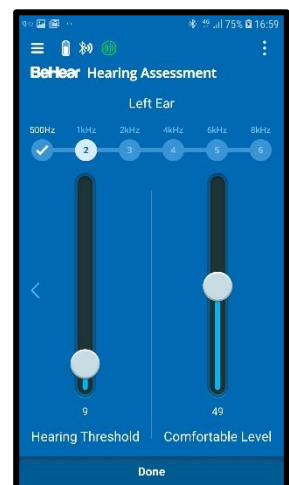 4G 75% 16:59
BeHear Hearing Assessment
Left Ear
500Hz 1kHz 2kHz 4kHz 6kHz 8kHz
2 3 4 5 6
9 49
Hearing Threshold Comfortable Level
Done